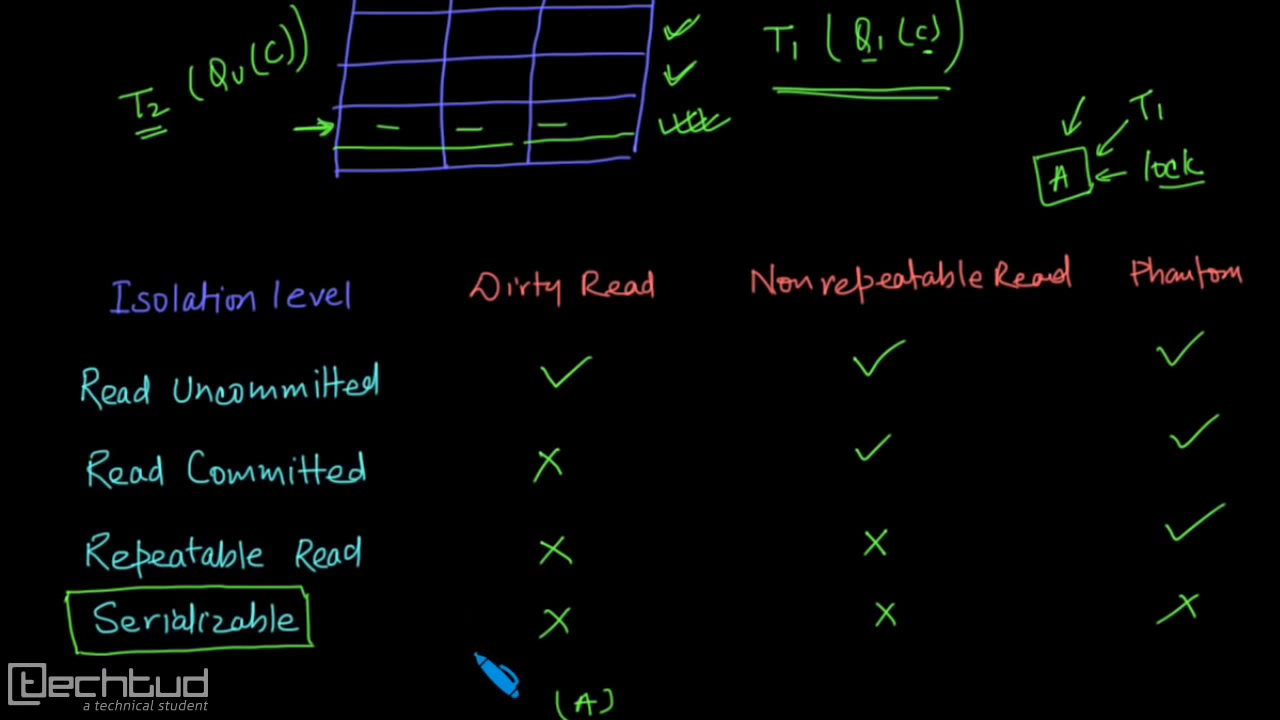 T2 (QU(C))
T1 (Q1(C))
T1
A
lock
Isolation level Dirty Read Nonrepeatable Read Phantom
Read Uncommitted ✓ ✓ ✓
Read Committed X ✓ ✓
Repeatable Read X X ✓
Serializable X X X
techtud
a technical student
(A)